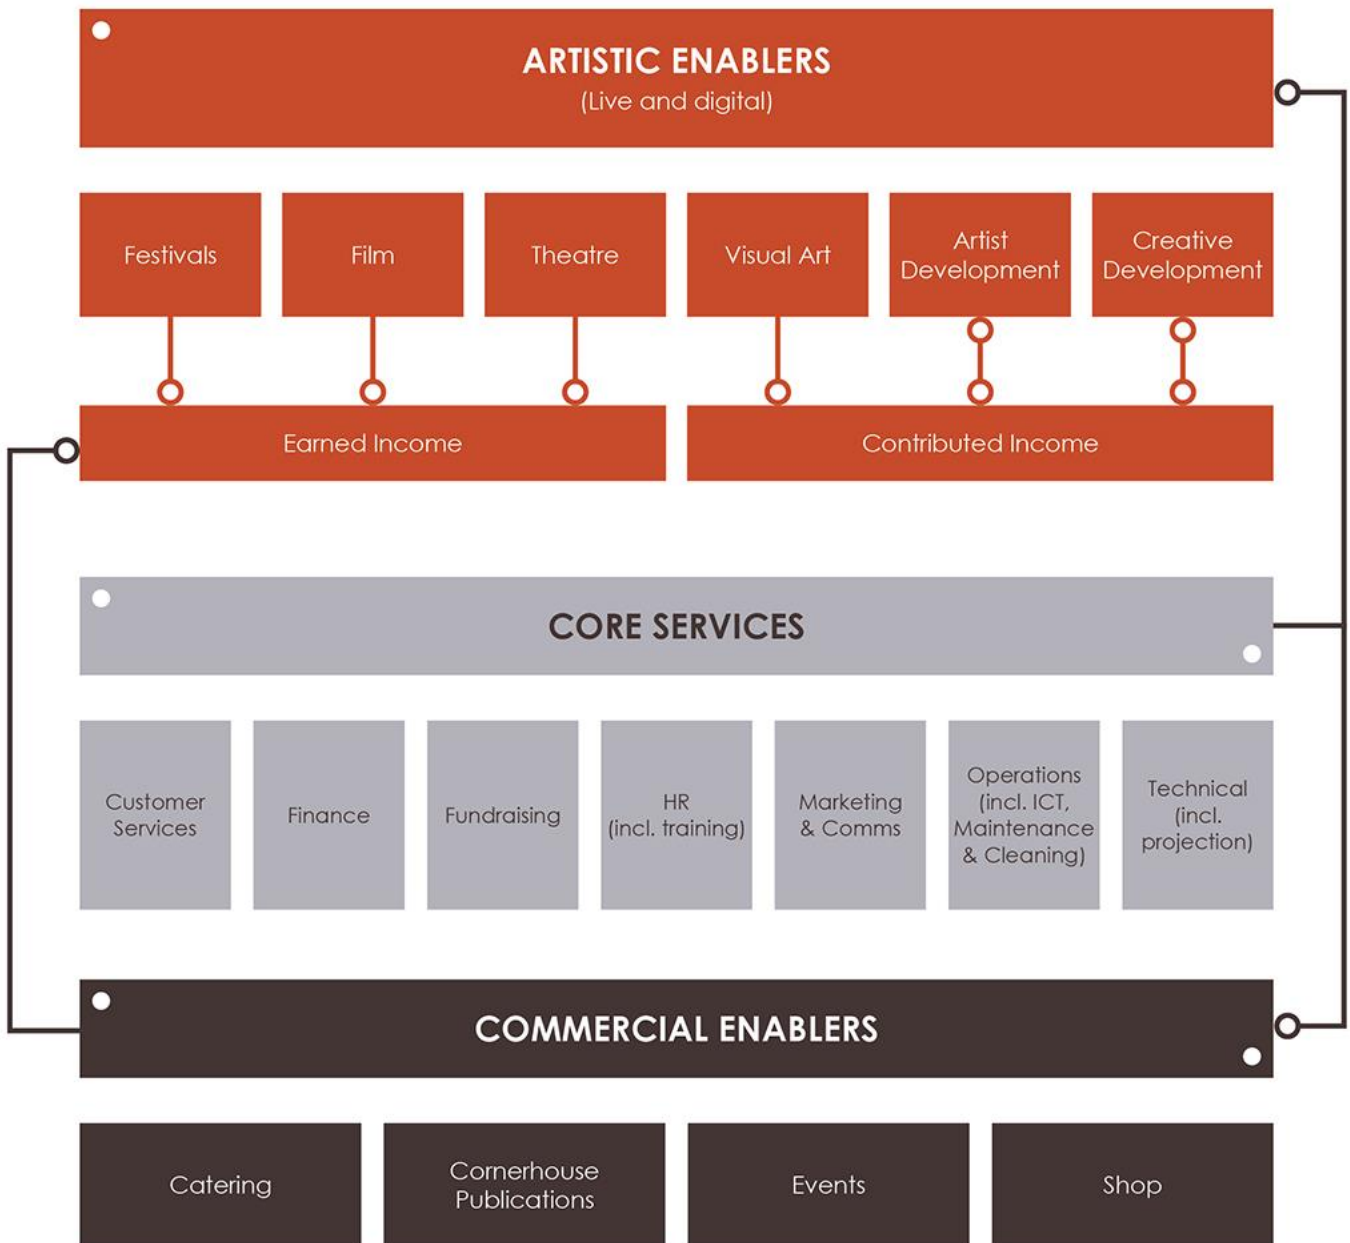 ARTISTIC ENABLERS
(Live and digital)
Festivals
Film
Theatre
Visual Art
Artist
Development
Creative
Development
Earned Income
Contributed Income
CORE SERVICES
Customer
Services
Finance
Fundraising
HR
(incl. training)
Marketing
& Comms
Operations
(incl. ICT,
Maintenance
& Cleaning)
Technical
(incl.
projection)
COMMERCIAL ENABLERS
Catering
Cornerhouse
Publications
Events
Shop